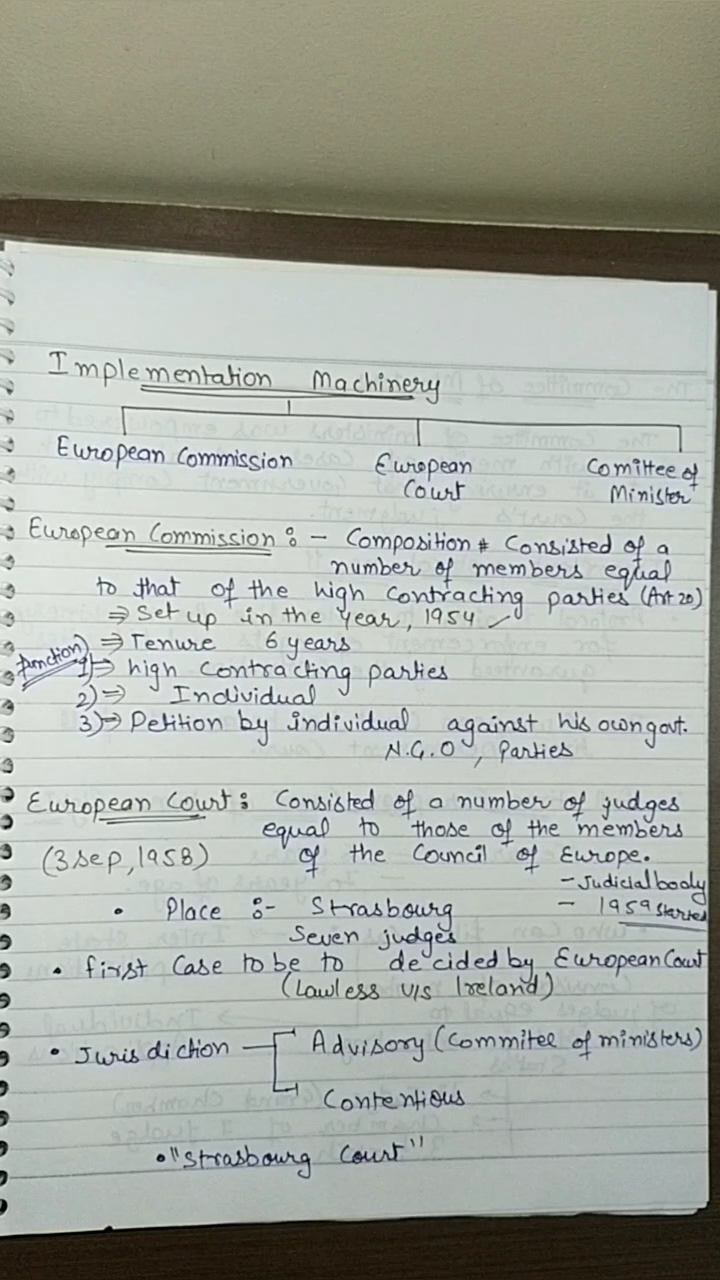 Implementation Machinery
European Commission European Comittee of
Court Minister
European Commission :- Composition # Consisted of a
number of members equal
to that of the high contracting parties (Art 20)
⇒ Set up in the year, 1954 ✓
function) ⇒ Tenure 6 years
1)⇒ high contracting parties
2)⇒ Individual
3)⇒ Petition by individual against his own govt.
N.G.O, Parties
European Court: Consisted of a number of judges
equal to those of the members
(3 Sep, 1958) of the Council of Europe.
- Judicial body
• Place :- Strasbourg - 1959 started
Seven judges
• first Case to be to decided by European Court
(Lawless v/s Ireland)
• Jurisdiction Advisory (Commitee of ministers)
Contentious
• "Strasbourg Court"